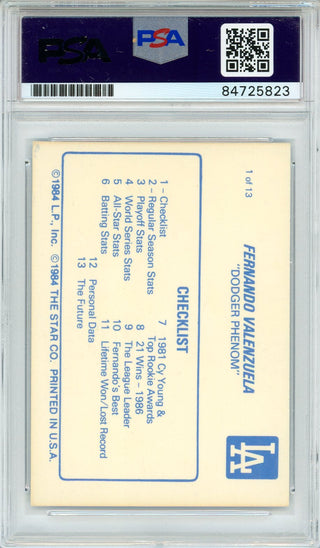 PSA
PSA
84725823
1 of 13
FERNANDO VALENZUELA
"DODGER PHENOM"
LA
CHECKLIST
1 - Checklist
2 - Regular Season Stats
3 Playoff Stats
4 World Series Stats
5 All-Star Stats
6 Batting Stats
7 1981 Cy Young &
Top Rookie Awards
8 21 Wins - 1986
9 The League Leader
10 Fernando's Best
11 Lifetime Won/Lost Record
12 Personal Data
13 The Future
©1984 L.P., Inc. ©1984 THE STAR CO. PRINTED IN U.S.A.